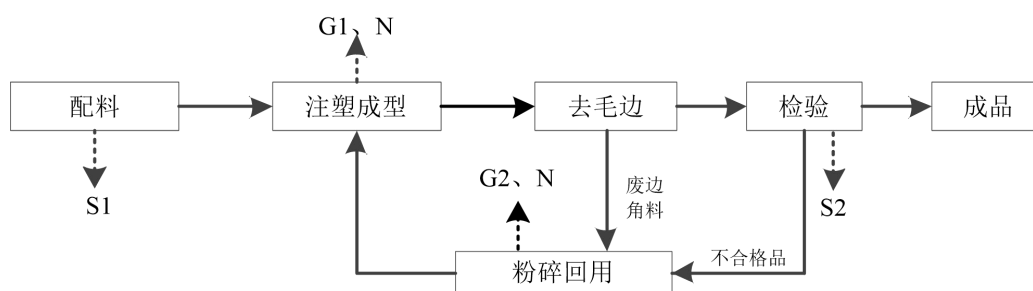 G1、N
配料
注塑成型
去毛边
检验
成品
S1
G2、N
废边
角料
S2
不合格品
粉碎回用